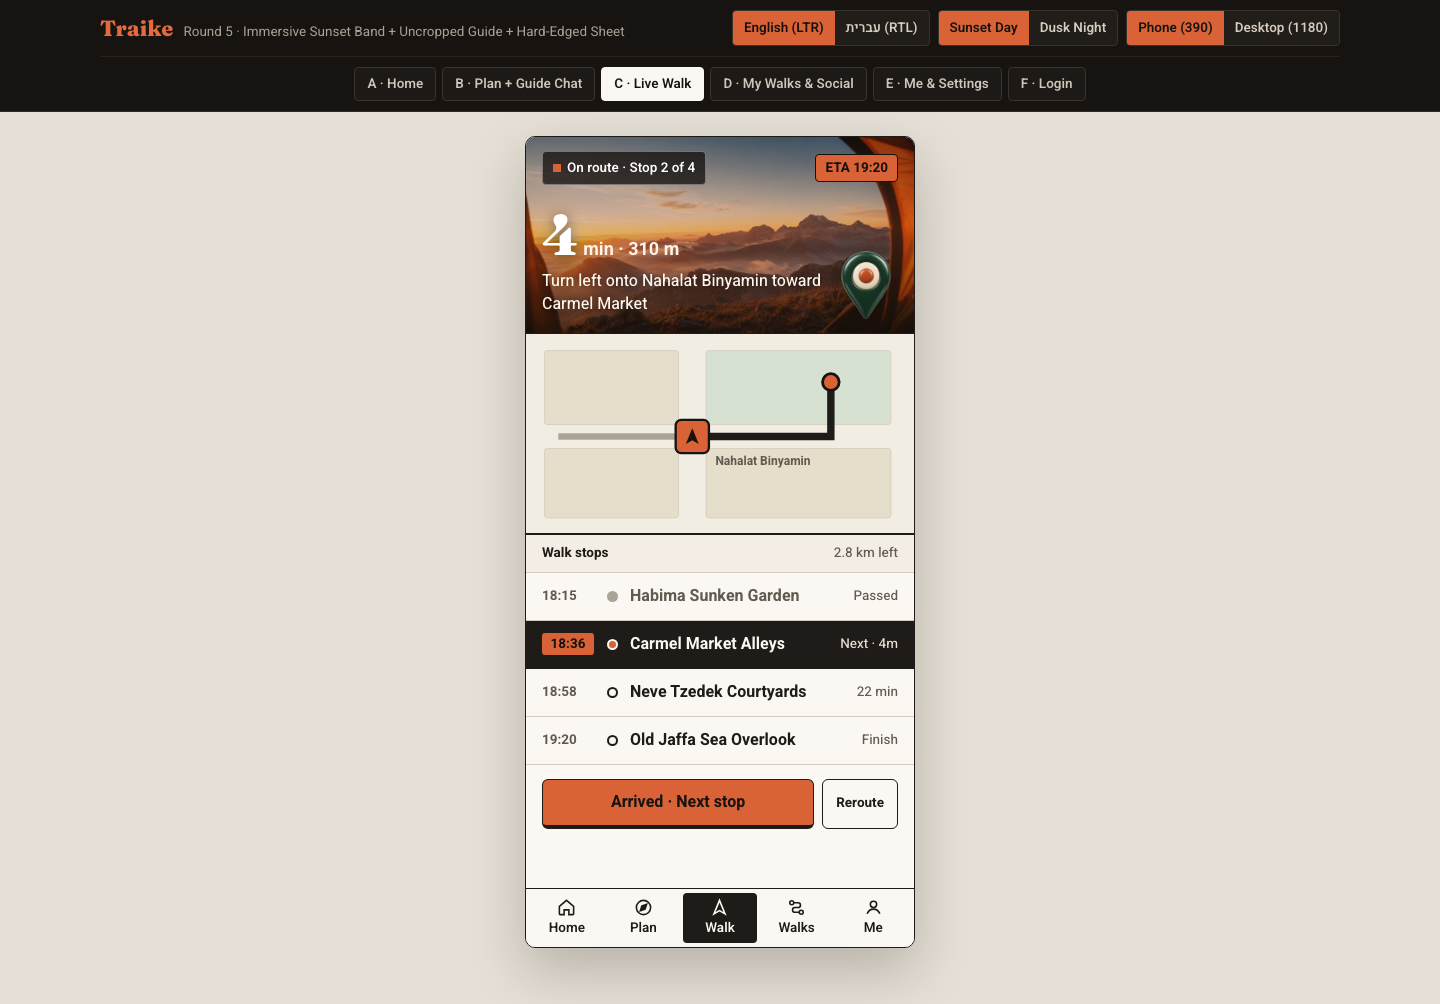 Traike Round 5 · Immersive Sunset Band + Uncropped Guide + Hard-Edged Sheet
English (LTR) עברית (RTL) Sunset Day Dusk Night Phone (390) Desktop (1180)
A · Home B · Plan + Guide Chat C · Live Walk D · My Walks & Social E · Me & Settings F · Login
On route · Stop 2 of 4 ETA 19:20
4 min · 310 m
Turn left onto Nahalat Binyamin toward
Carmel Market
Nahalat Binyamin
Walk stops 2.8 km left
18:15 Habima Sunken Garden Passed
18:36 Carmel Market Alleys Next · 4m
18:58 Neve Tzedek Courtyards 22 min
19:20 Old Jaffa Sea Overlook Finish
Arrived · Next stop Reroute
Home Plan Walk Walks Me